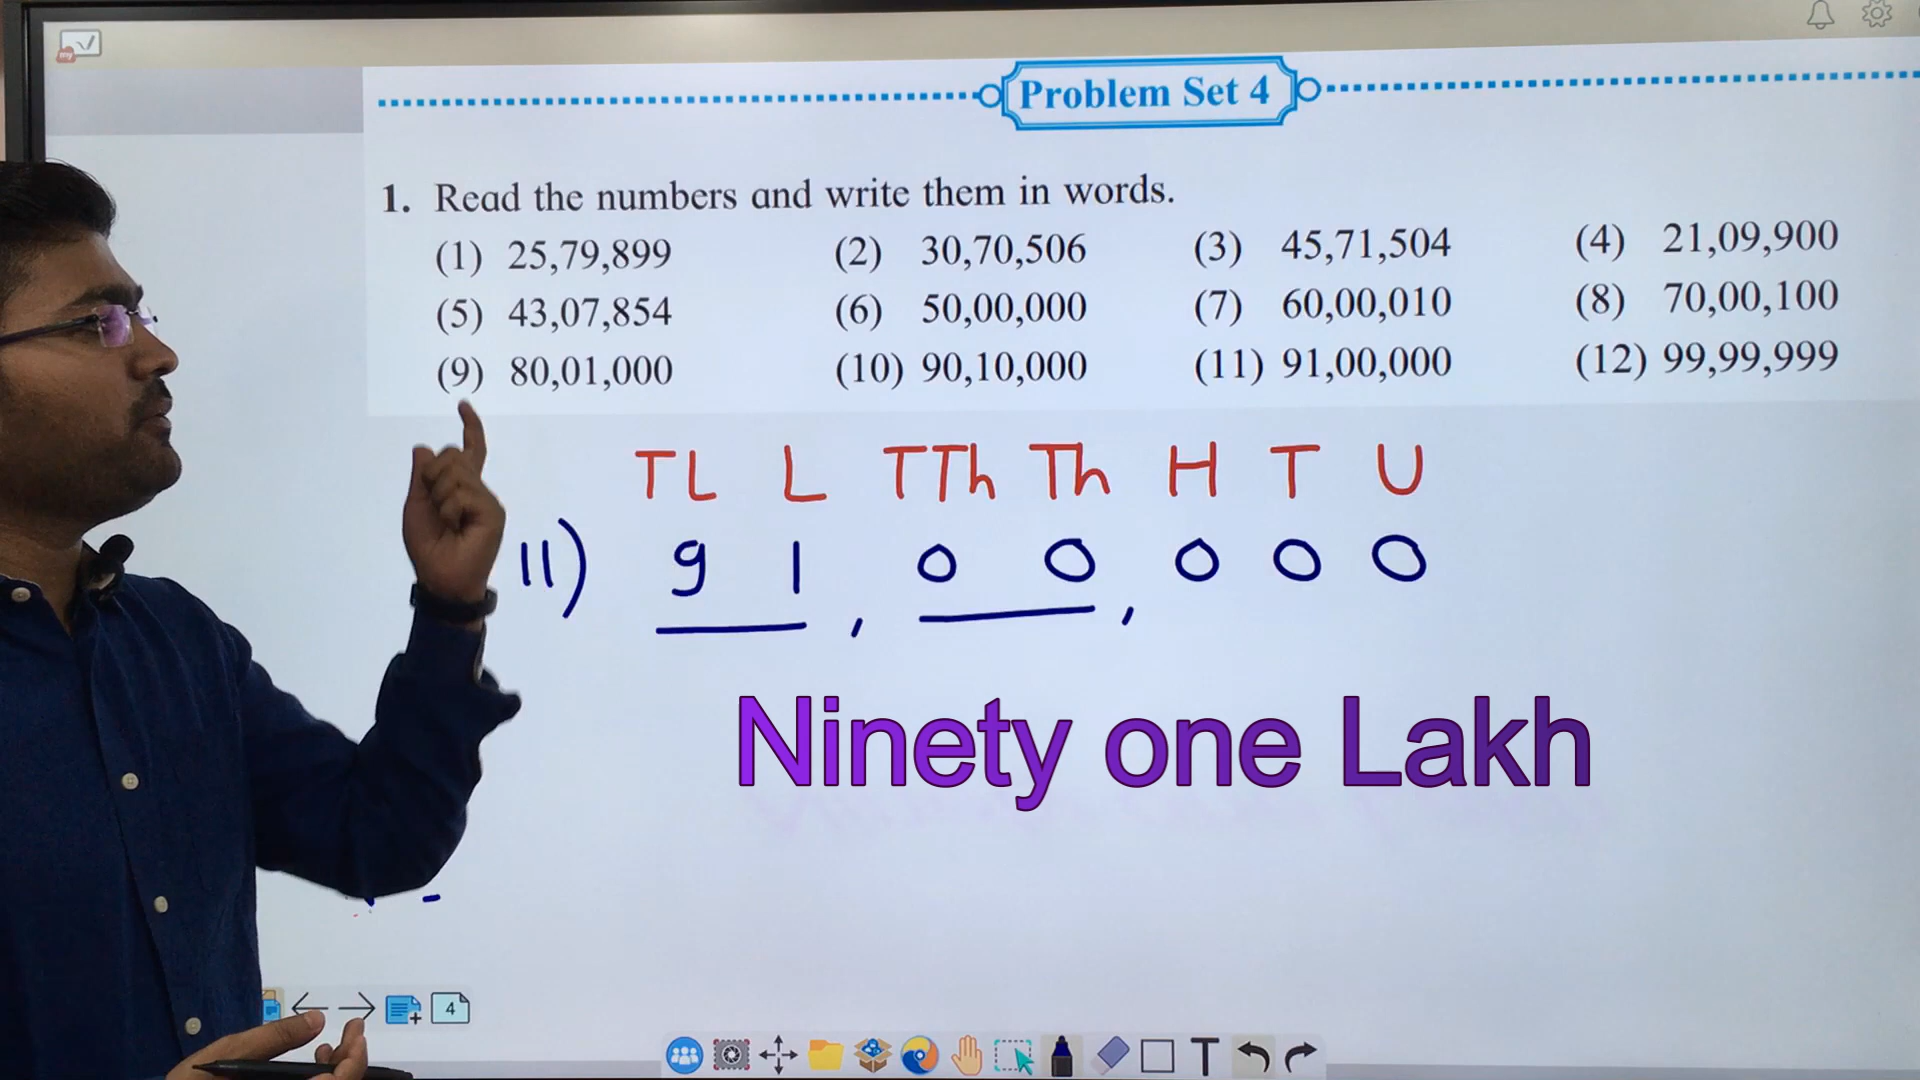 Problem Set 4
1. Read the numbers and write them in words.
(1) 25,79,899 (2) 30,70,506 (3) 45,71,504 (4) 21,09,900
(5) 43,07,854 (6) 50,00,000 (7) 60,00,010 (8) 70,00,100
(9) 80,01,000 (10) 90,10,000 (11) 91,00,000 (12) 99,99,999
TL L TTh Th H T U
11) 9 1 , 0 0 , 0 0 0
Ninety one Lakh
4
T